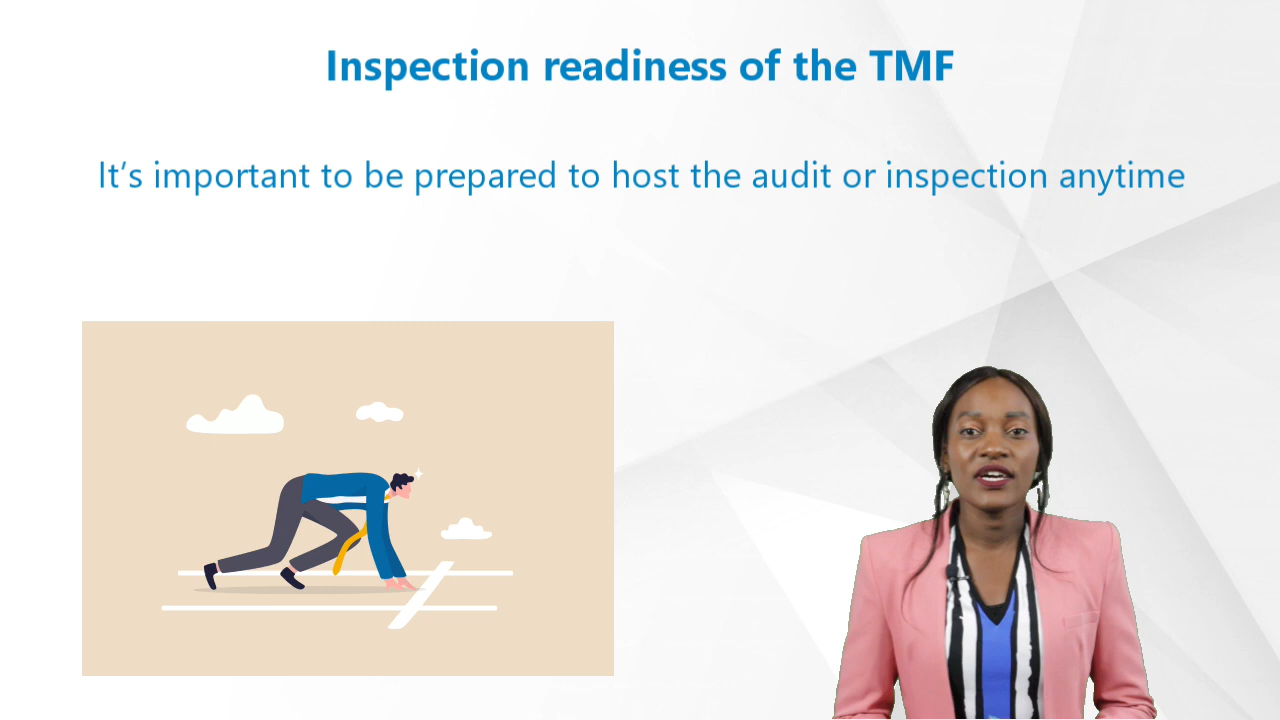 Inspection readiness of the TMF
It’s important to be prepared to host the audit or inspection anytime